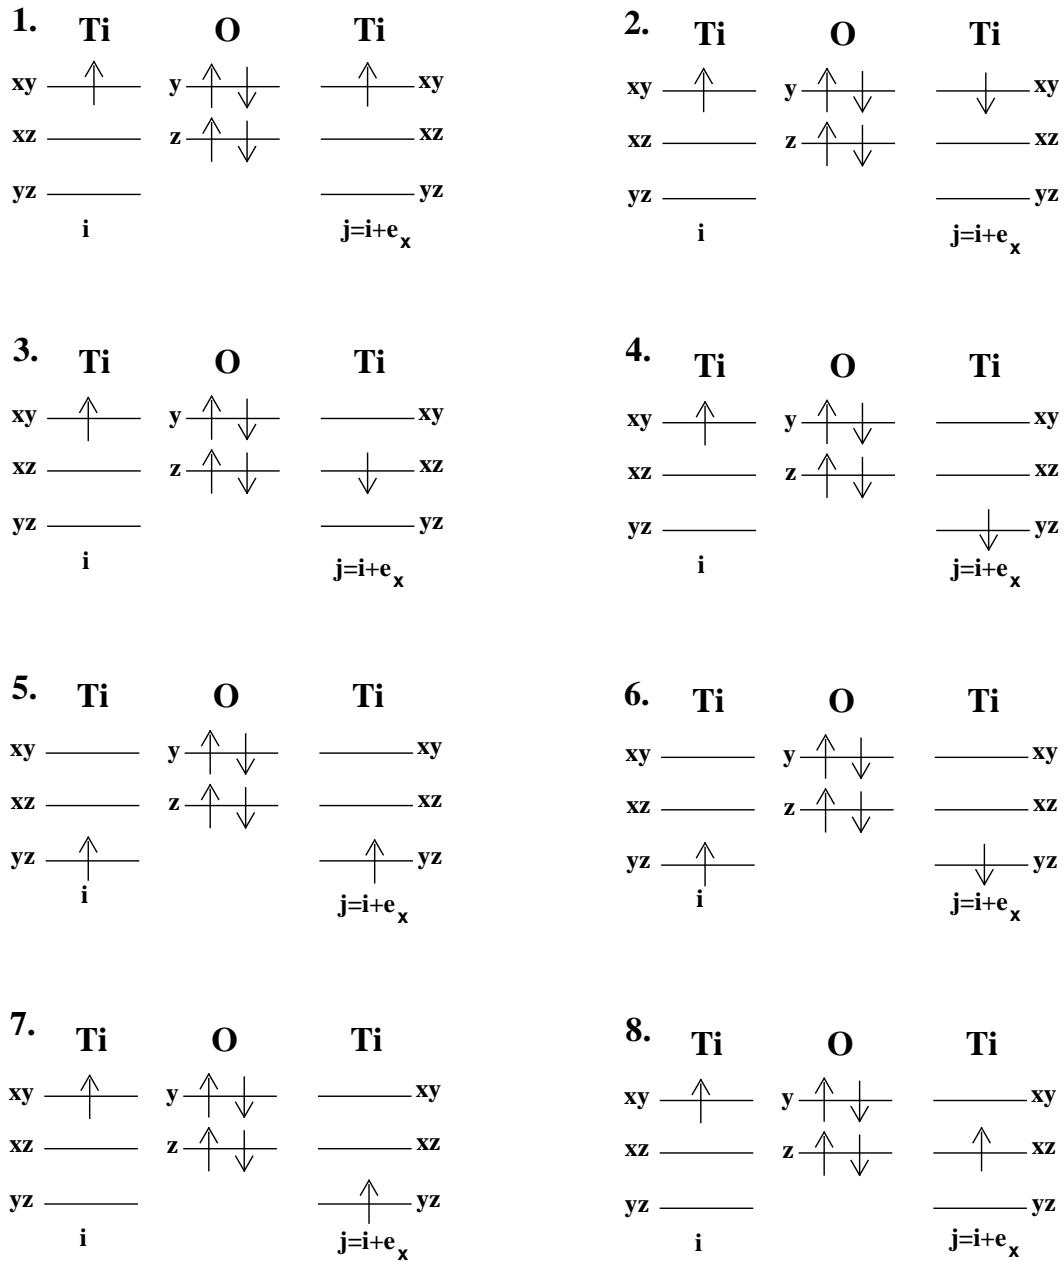 1. Ti O Ti
xy y xy
xz z xz
yz yz
i j=i+e_x
2. Ti O Ti
xy y xy
xz z xz
yz yz
i j=i+e_x
3. Ti O Ti
xy y xy
xz z xz
yz yz
i j=i+e_x
4. Ti O Ti
xy y xy
xz z xz
yz yz
i j=i+e_x
5. Ti O Ti
xy y xy
xz z xz
yz yz
i j=i+e_x
6. Ti O Ti
xy y xy
xz z xz
yz yz
i j=i+e_x
7. Ti O Ti
xy y xy
xz z xz
yz yz
i j=i+e_x
8. Ti O Ti
xy y xy
xz z xz
yz yz
i j=i+e_x